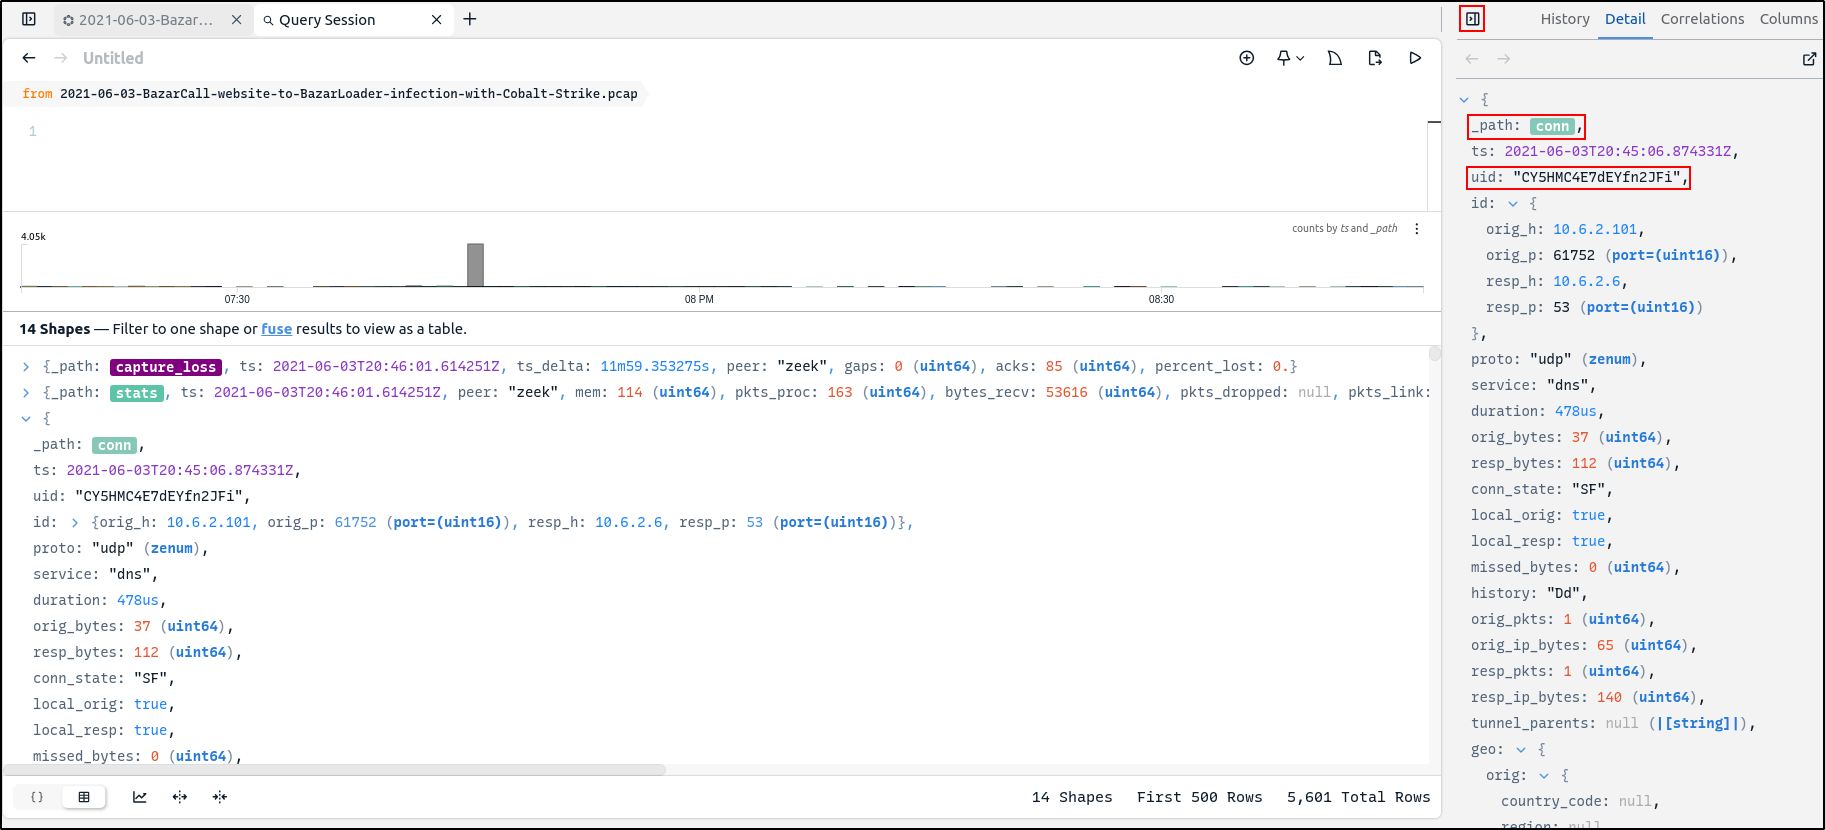 2021-06-03-Bazar...
Query Session
Untitled
from 2021-06-03-BazarCall-website-to-BazarLoader-infection-with-Cobalt-Strike.pcap
1
counts by ts and _path
4.05k
07:30
08 PM
08:30
14 Shapes — Filter to one shape or fuse results to view as a table.
{_path: capture_loss, ts: 2021-06-03T20:46:01.614251Z, ts_delta: 11m59.353275s, peer: "zeek", gaps: 0 (uint64), acks: 85 (uint64), percent_lost: 0.}
{_path: stats, ts: 2021-06-03T20:46:01.614251Z, peer: "zeek", mem: 114 (uint64), pkts_proc: 163 (uint64), bytes_recv: 53616 (uint64), pkts_dropped: null, pkts_link:
{
_path: conn,
ts: 2021-06-03T20:45:06.874331Z,
uid: "CY5HMC4E7dEYfn2JFi",
id: {orig_h: 10.6.2.101, orig_p: 61752 (port=(uint16)), resp_h: 10.6.2.6, resp_p: 53 (port=(uint16))},
proto: "udp" (zenum),
service: "dns",
duration: 478us,
orig_bytes: 37 (uint64),
resp_bytes: 112 (uint64),
conn_state: "SF",
local_orig: true,
local_resp: true,
missed_bytes: 0 (uint64),
{}
14 Shapes First 500 Rows 5,601 Total Rows
History Detail Correlations Columns
{
_path: conn,
ts: 2021-06-03T20:45:06.874331Z,
uid: "CY5HMC4E7dEYfn2JFi",
id: {
orig_h: 10.6.2.101,
orig_p: 61752 (port=(uint16)),
resp_h: 10.6.2.6,
resp_p: 53 (port=(uint16))
},
proto: "udp" (zenum),
service: "dns",
duration: 478us,
orig_bytes: 37 (uint64),
resp_bytes: 112 (uint64),
conn_state: "SF",
local_orig: true,
local_resp: true,
missed_bytes: 0 (uint64),
history: "Dd",
orig_pkts: 1 (uint64),
orig_ip_bytes: 65 (uint64),
resp_pkts: 1 (uint64),
resp_ip_bytes: 140 (uint64),
tunnel_parents: null (|[string]|),
geo: {
orig: {
country_code: null,
region: null